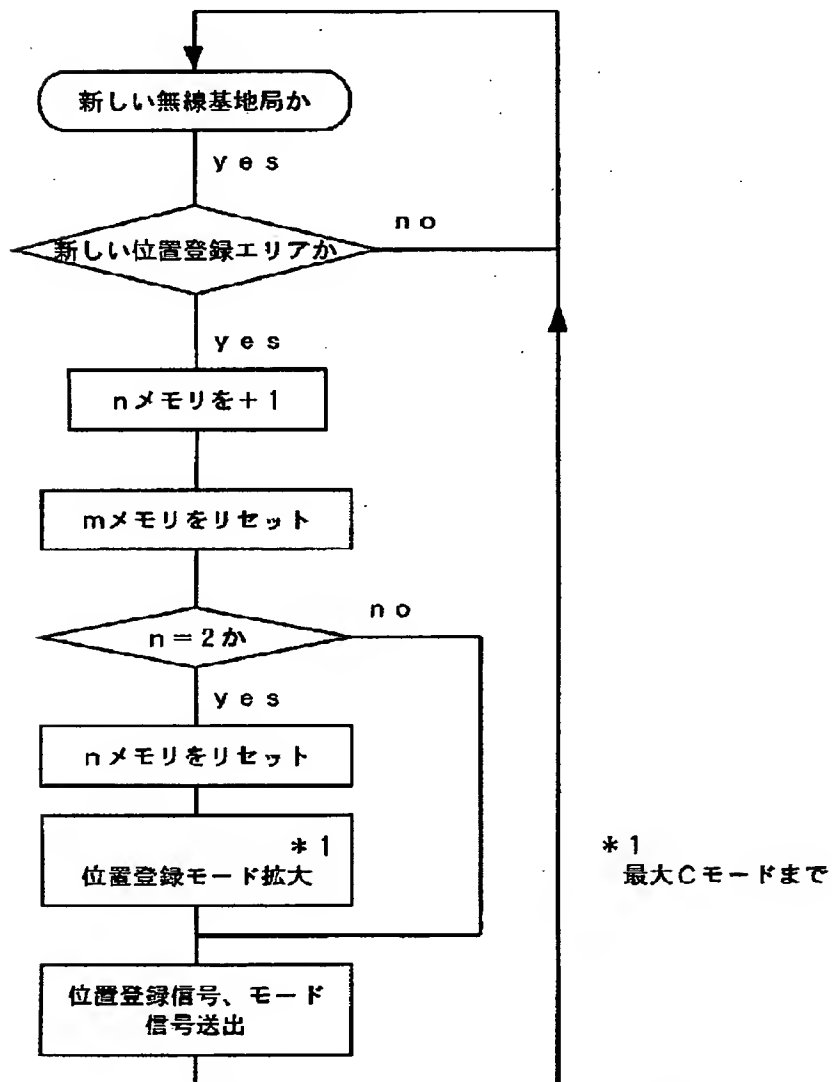 新しい無線基地局か
yes
新しい位置登録エリアか
no
yes
nメモリを+1
mメモリをリセット
n=2か
no
yes
nメモリをリセット
*1
位置登録モード拡大
*1
最大Cモードまで
位置登録信号、モード
信号送出